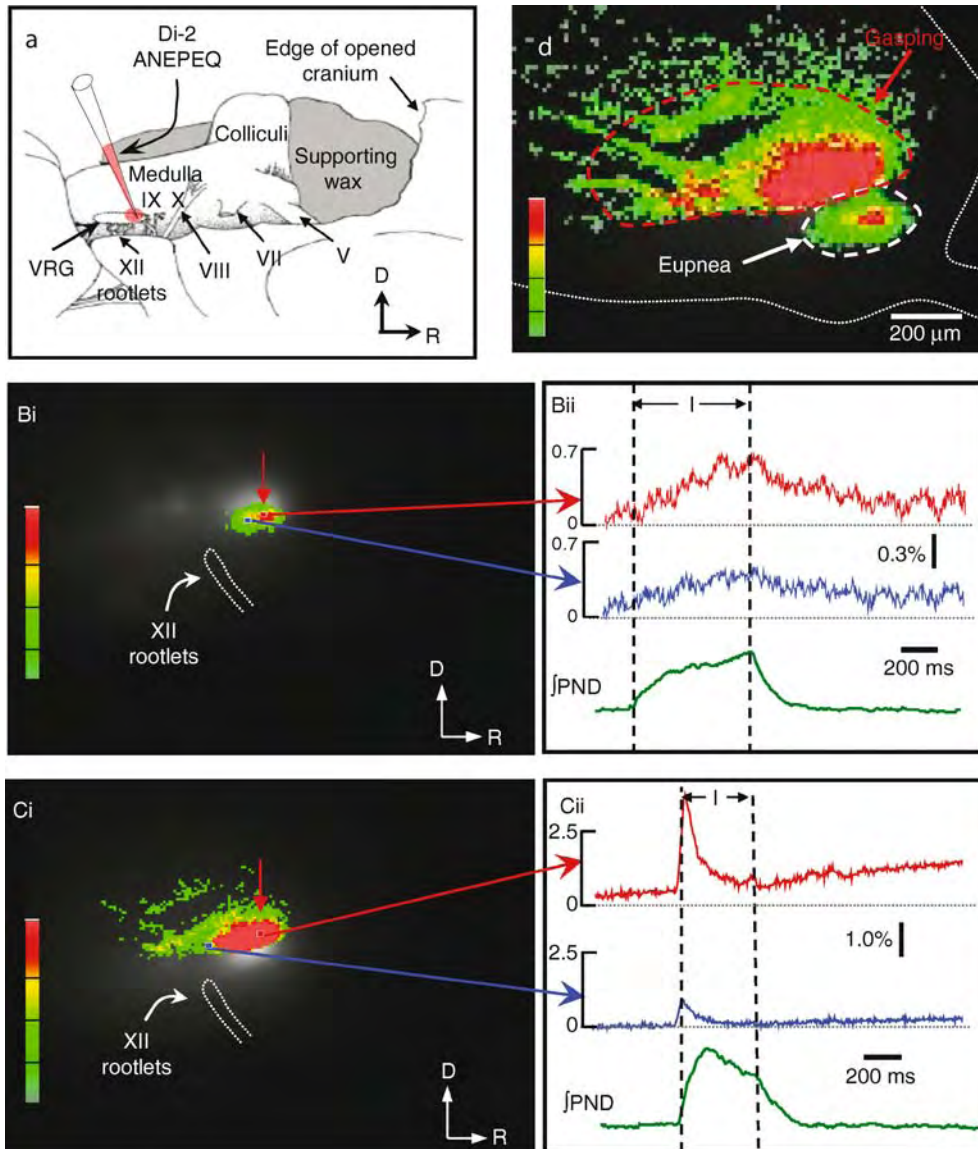 a
Di-2
ANEPEQ
Edge of opened
cranium
Colliculi
Supporting
wax
Medulla
IX X
VRG
XII
rootlets
VIII
VII
V
D
R
d
Gasping
Eupnea
200 μm
Bi
XII
rootlets
D
R
Bii
I
0.7
0
0.7
0
0.3%
200 ms
∫PND
Ci
XII
rootlets
D
R
Cii
I
2.5
0
2.5
0
1.0%
200 ms
∫PND